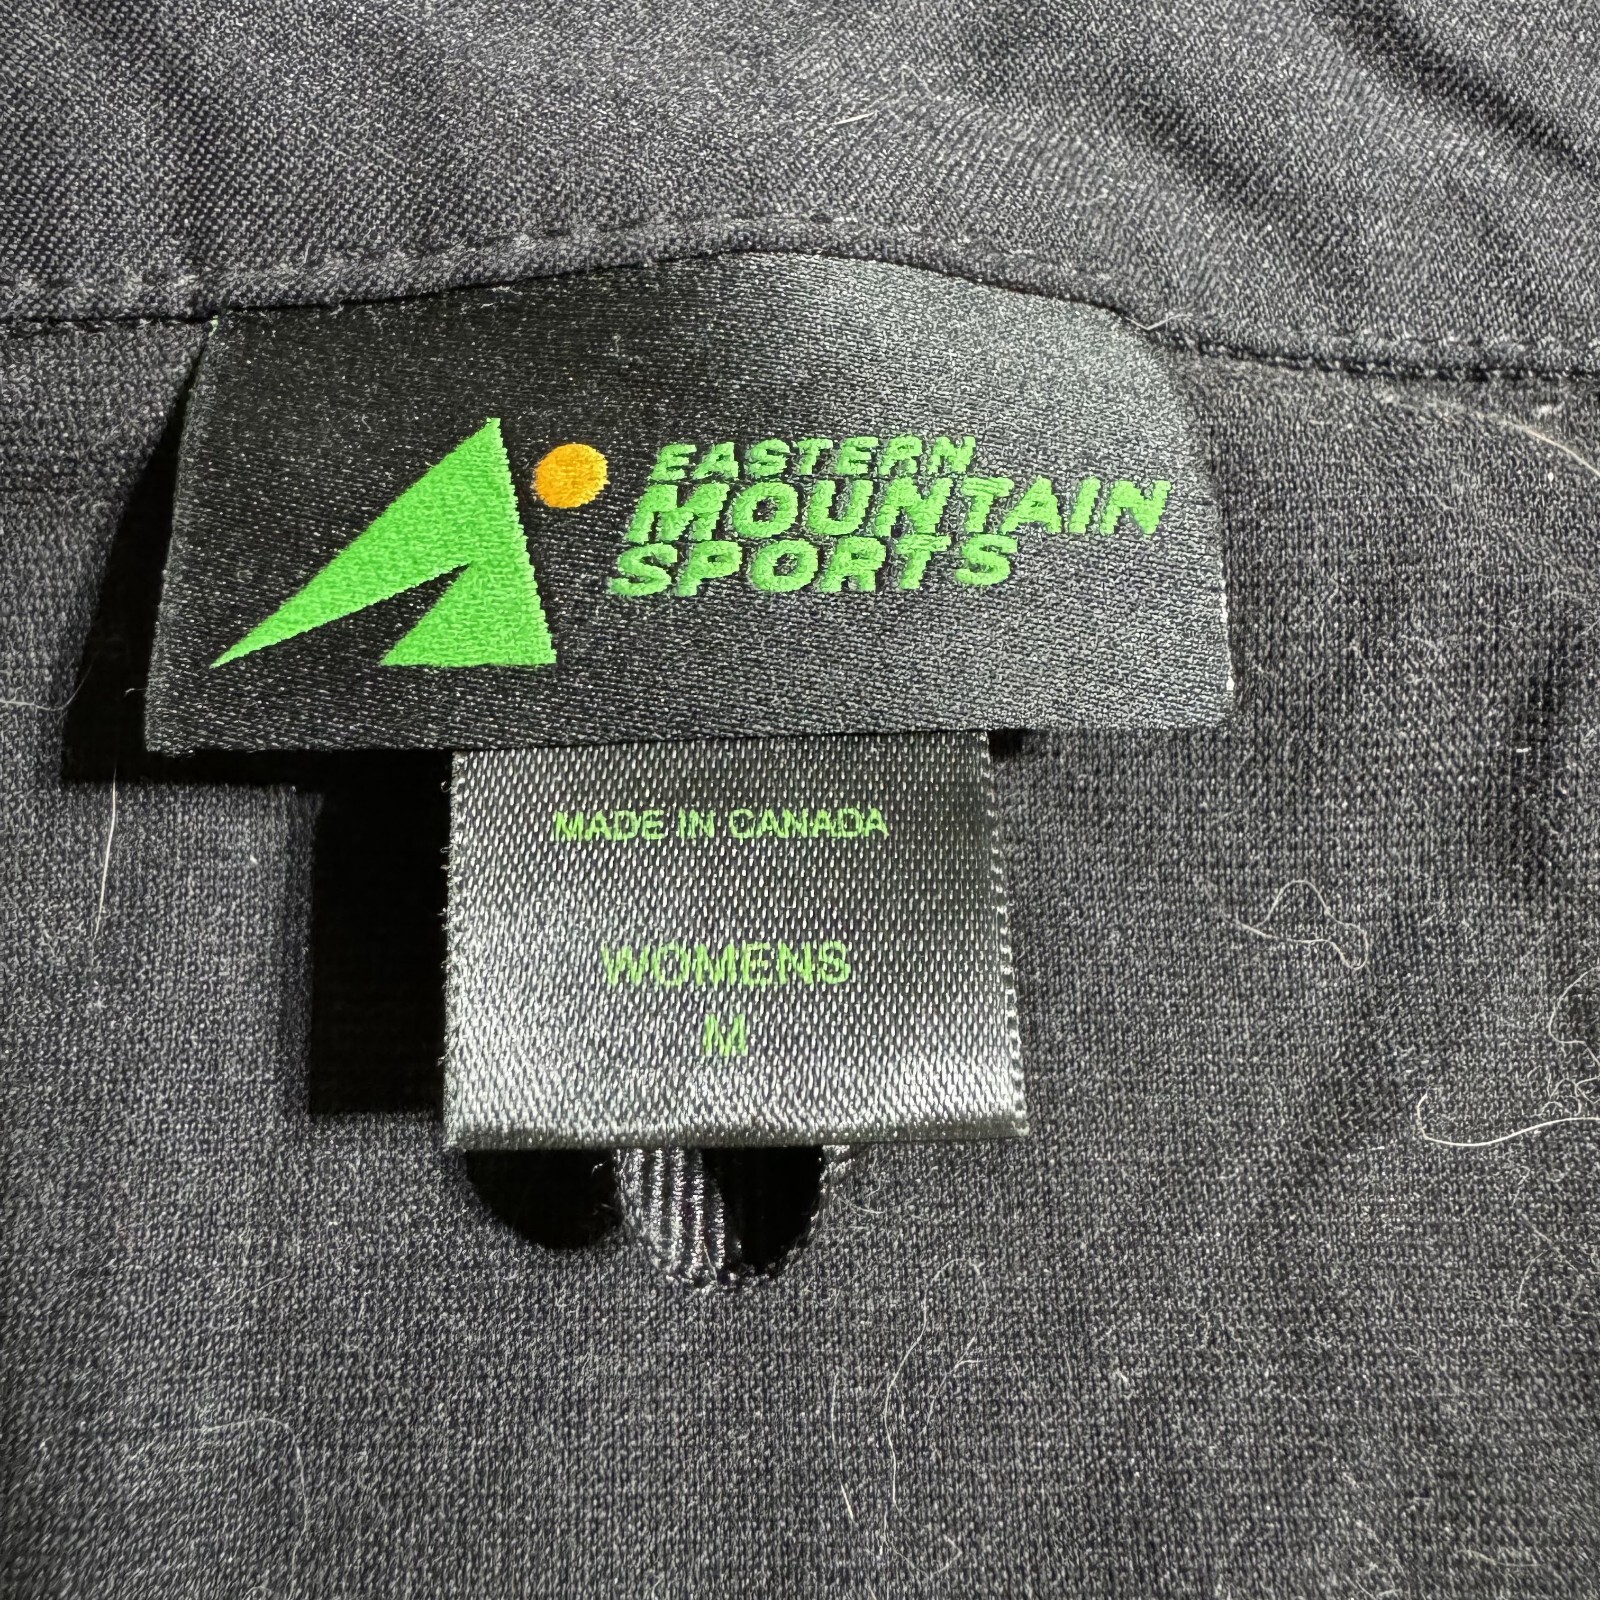 EASTERN
MOUNTAIN
SPORTS
MADE IN CANADA
WOMENS
M